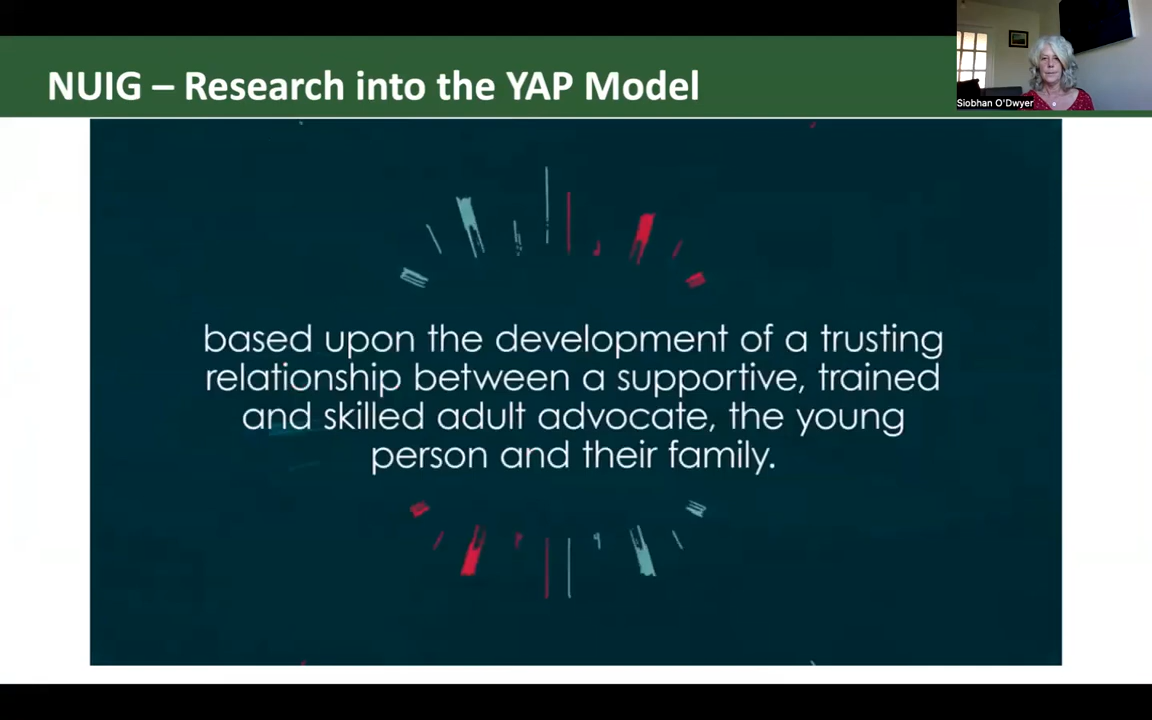 NUIG – Research into the YAP Model
Siobhan O'Dwyer
based upon the development of a trusting
relationship between a supportive, trained
and skilled adult advocate, the young
person and their family.